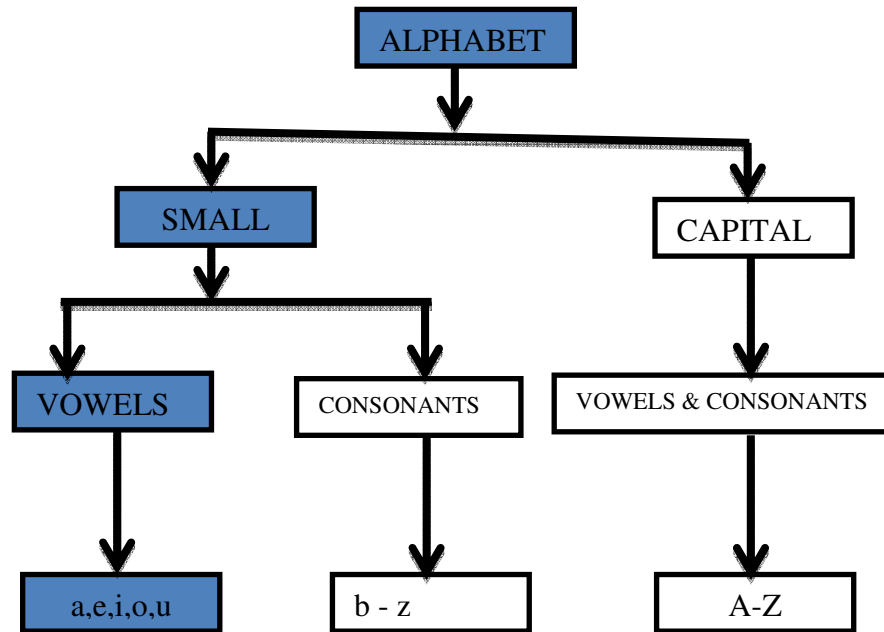 ALPHABET
SMALL
CAPITAL
VOWELS
CONSONANTS
VOWELS & CONSONANTS
a,e,i,o,u
b - z
A-Z